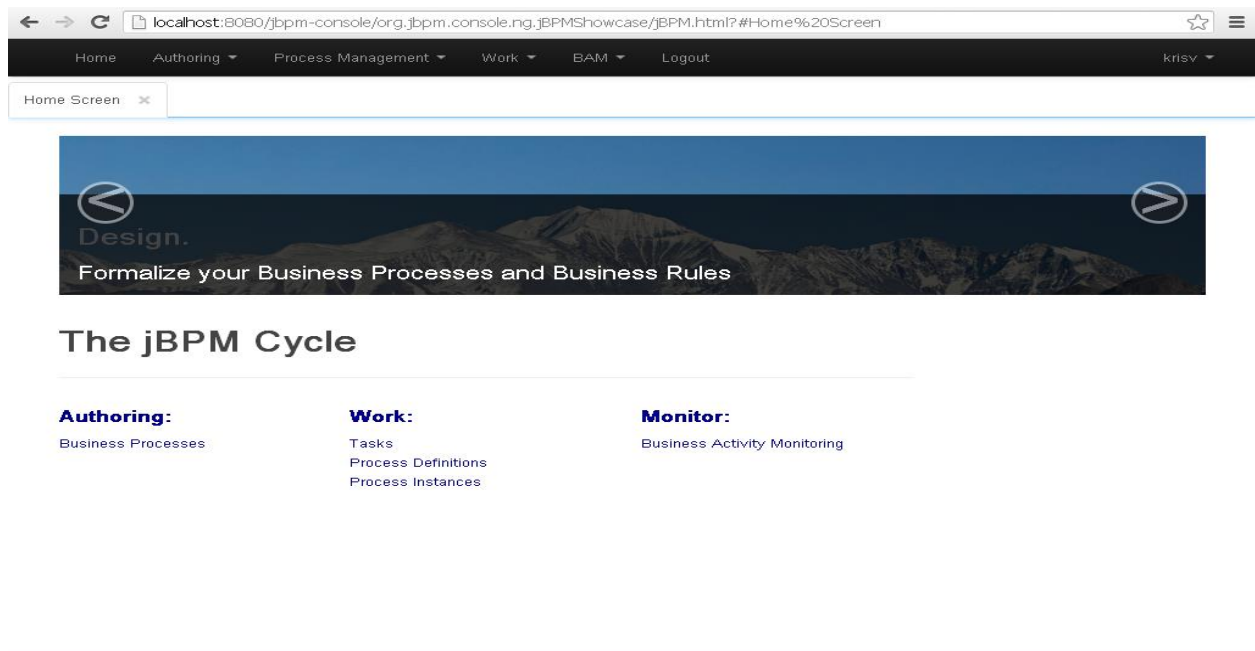 localhost:8080/jbpm-console/org.jbpm.console.ng.jBPMShowcase/jBPM.html?#Home%20Screen
Home Authoring Process Management Work BAM Logout krisv
Home Screen
Design.
Formalize your Business Processes and Business Rules
The jBPM Cycle
Authoring: Work: Monitor:
Business Processes Tasks Business Activity Monitoring
Process Definitions
Process Instances